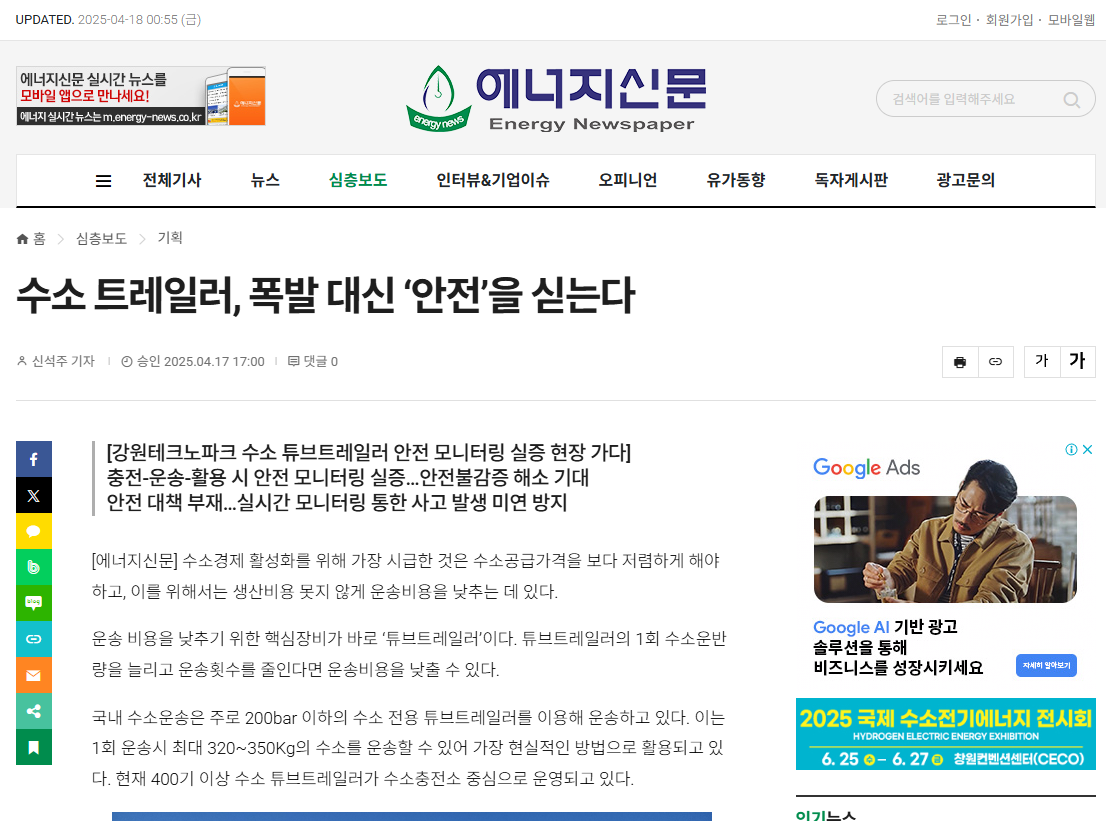 UPDATED. 2025-04-18 00:55 (금)
로그인 · 회원가입 · 모바일웹
에너지신문 실시간 뉴스를
모바일 앱으로 만나세요!
에너지 실시간 뉴스는 m.energy-news.co.kr
energy news
에너지신문
Energy Newspaper
검색어를 입력해주세요
전체기사 뉴스 심층보도 인터뷰&기업이슈 오피니언 유가동향 독자게시판 광고문의
홈 심층보도 기획
수소 트레일러, 폭발 대신 ‘안전’을 싣는다
신석주 기자 승인 2025.04.17 17:00 댓글 0
가 가
[강원테크노파크 수소 튜브트레일러 안전 모니터링 실증 현장 가다]
충전-운송-활용 시 안전 모니터링 실증...안전불감증 해소 기대
안전 대책 부재...실시간 모니터링 통한 사고 발생 미연 방지
[에너지신문] 수소경제 활성화를 위해 가장 시급한 것은 수소공급가격을 보다 저렴하게 해야
하고, 이를 위해서는 생산비용 못지 않게 운송비용을 낮추는 데 있다.
운송 비용을 낮추기 위한 핵심장비가 바로 ‘튜브트레일러’이다. 튜브트레일러의 1회 수소운반
량을 늘리고 운송횟수를 줄인다면 운송비용을 낮출 수 있다.
국내 수소운송은 주로 200bar 이하의 수소 전용 튜브트레일러를 이용해 운송하고 있다. 이는
1회 운송시 최대 320~350Kg의 수소를 운송할 수 있어 가장 현실적인 방법으로 활용되고 있
다. 현재 400기 이상 수소 튜브트레일러가 수소충전소 중심으로 운영되고 있다.
blog
Google Ads
Google AI 기반 광고
솔루션을 통해
비즈니스를 성장시키세요
자세히 알아보기
2025 국제 수소전기에너지 전시회
HYDROGEN ELECTRIC ENERGY EXHIBITION
6. 25 수 – 6. 27 금 창원컨벤션센터(CECO)
인기뉴스